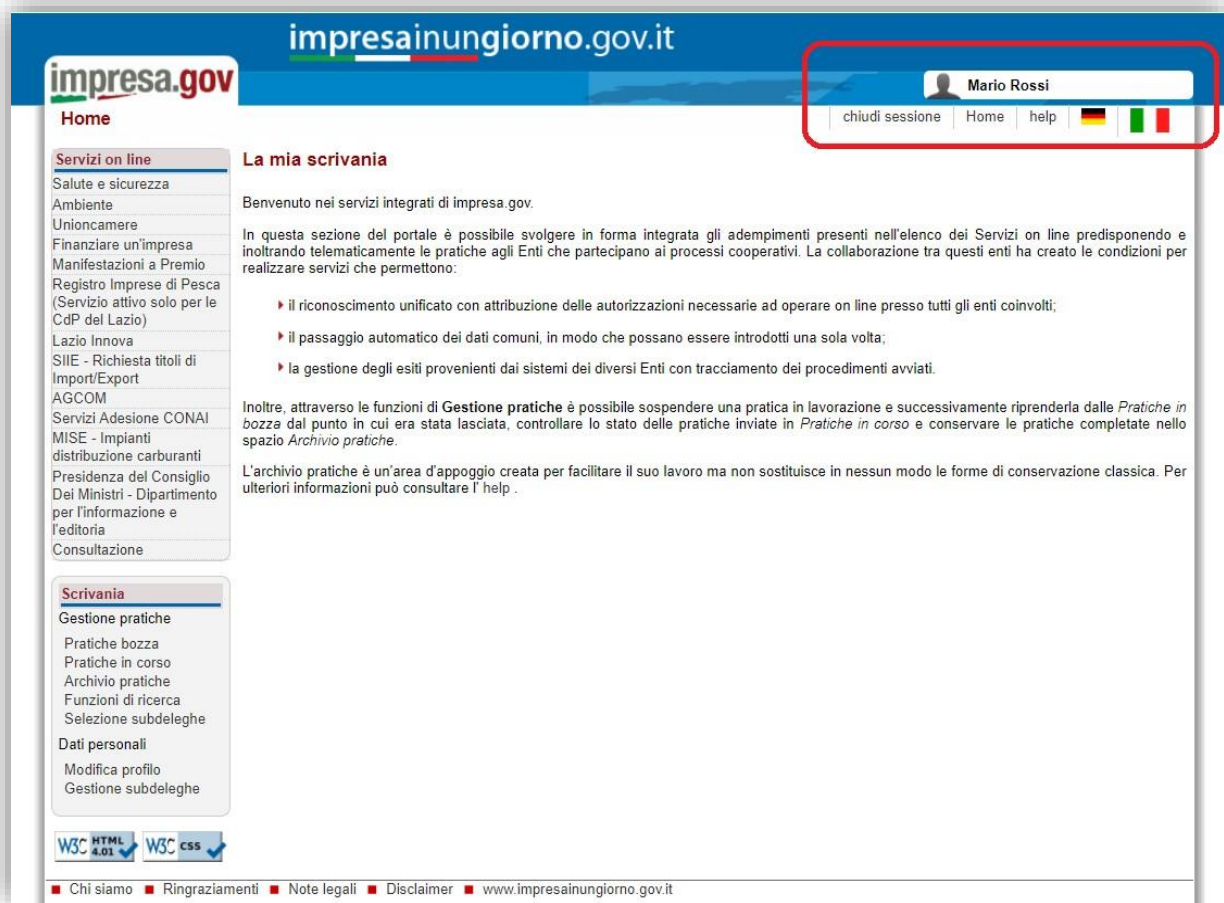 impresainungiorno.gov.it
impresa.gov
Mario Rossi
Home
chiudi sessione
Home
help
Servizi on line
Salute e sicurezza
Ambiente
Unioncamere
Finanziare un'impresa
Manifestazioni a Premio
Registro Imprese di Pesca
(Servizio attivo solo per le
CdP del Lazio)
Lazio Innova
SIIE - Richiesta titoli di
Import/Export
AGCOM
Servizi Adesione CONAI
MISE - Impianti
distribuzione carburanti
Presidenza del Consiglio
Dei Ministri - Dipartimento
per l'informazione e
l'editoria
Consultazione
Scrivania
Gestione pratiche
Pratiche bozza
Pratiche in corso
Archivio pratiche
Funzioni di ricerca
Selezione subdeleghe
Dati personali
Modifica profilo
Gestione subdeleghe
W3C HTML 4.01
W3C css
La mia scrivania
Benvenuto nei servizi integrati di impresa.gov.
In questa sezione del portale è possibile svolgere in forma integrata gli adempimenti presenti nell'elenco dei Servizi on line predisponendo e
inoltrando telematicamente le pratiche agli Enti che partecipano ai processi cooperativi. La collaborazione tra questi enti ha creato le condizioni per
realizzare servizi che permettono:
il riconoscimento unificato con attribuzione delle autorizzazioni necessarie ad operare on line presso tutti gli enti coinvolti;
il passaggio automatico dei dati comuni, in modo che possano essere introdotti una sola volta;
la gestione degli esiti provenienti dai sistemi dei diversi Enti con tracciamento dei procedimenti avviati.
Inoltre, attraverso le funzioni di Gestione pratiche è possibile sospendere una pratica in lavorazione e successivamente riprenderla dalle Pratiche in
bozza dal punto in cui era stata lasciata, controllare lo stato delle pratiche inviate in Pratiche in corso e conservare le pratiche completate nello
spazio Archivio pratiche.
L'archivio pratiche è un'area d'appoggio creata per facilitare il suo lavoro ma non sostituisce in nessun modo le forme di conservazione classica. Per
ulteriori informazioni può consultare l' help .
Chi siamo
Ringraziamenti
Note legali
Disclaimer
www.impresainungiorno.gov.it